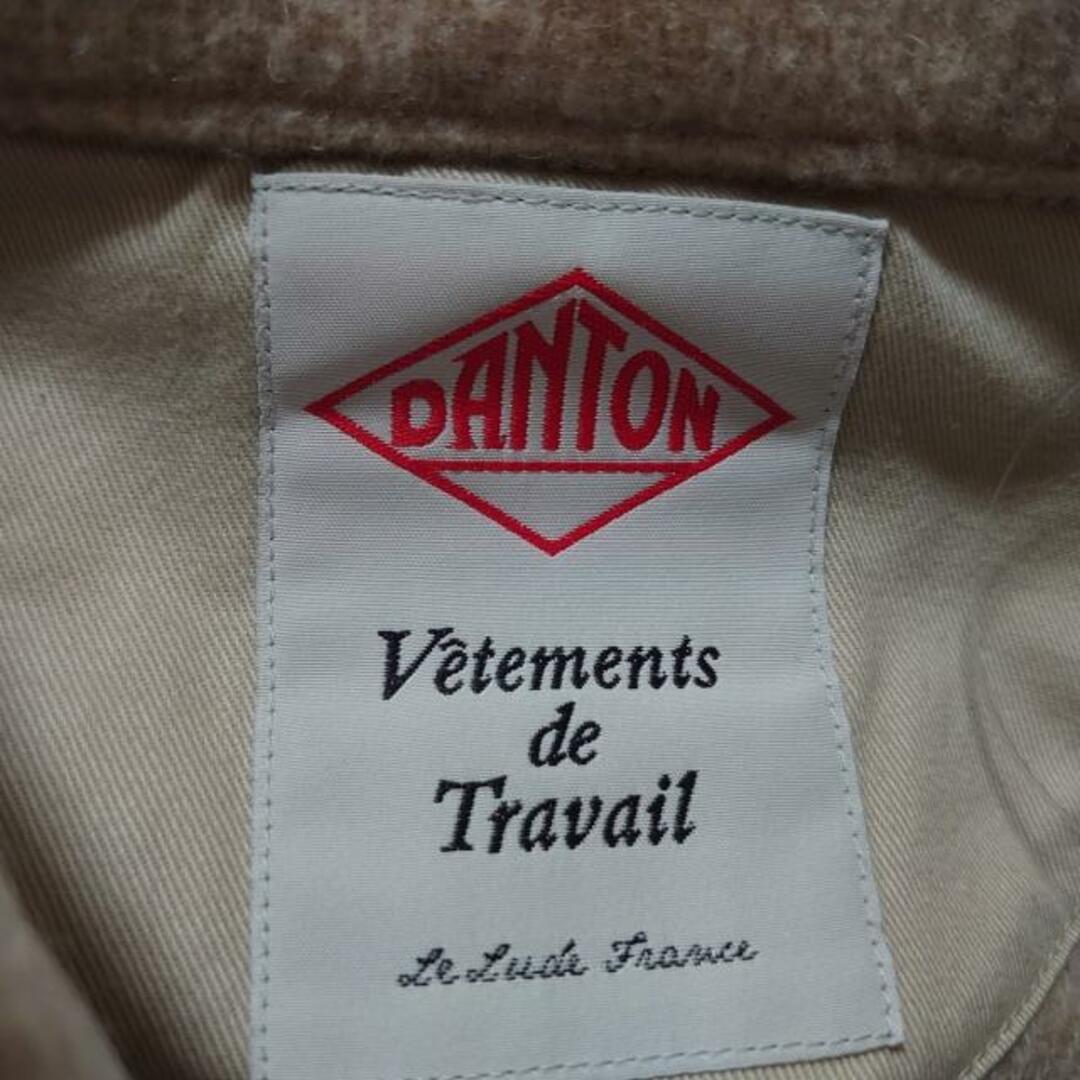 DANTON
Vêtements
de
Travail
Le Lude France